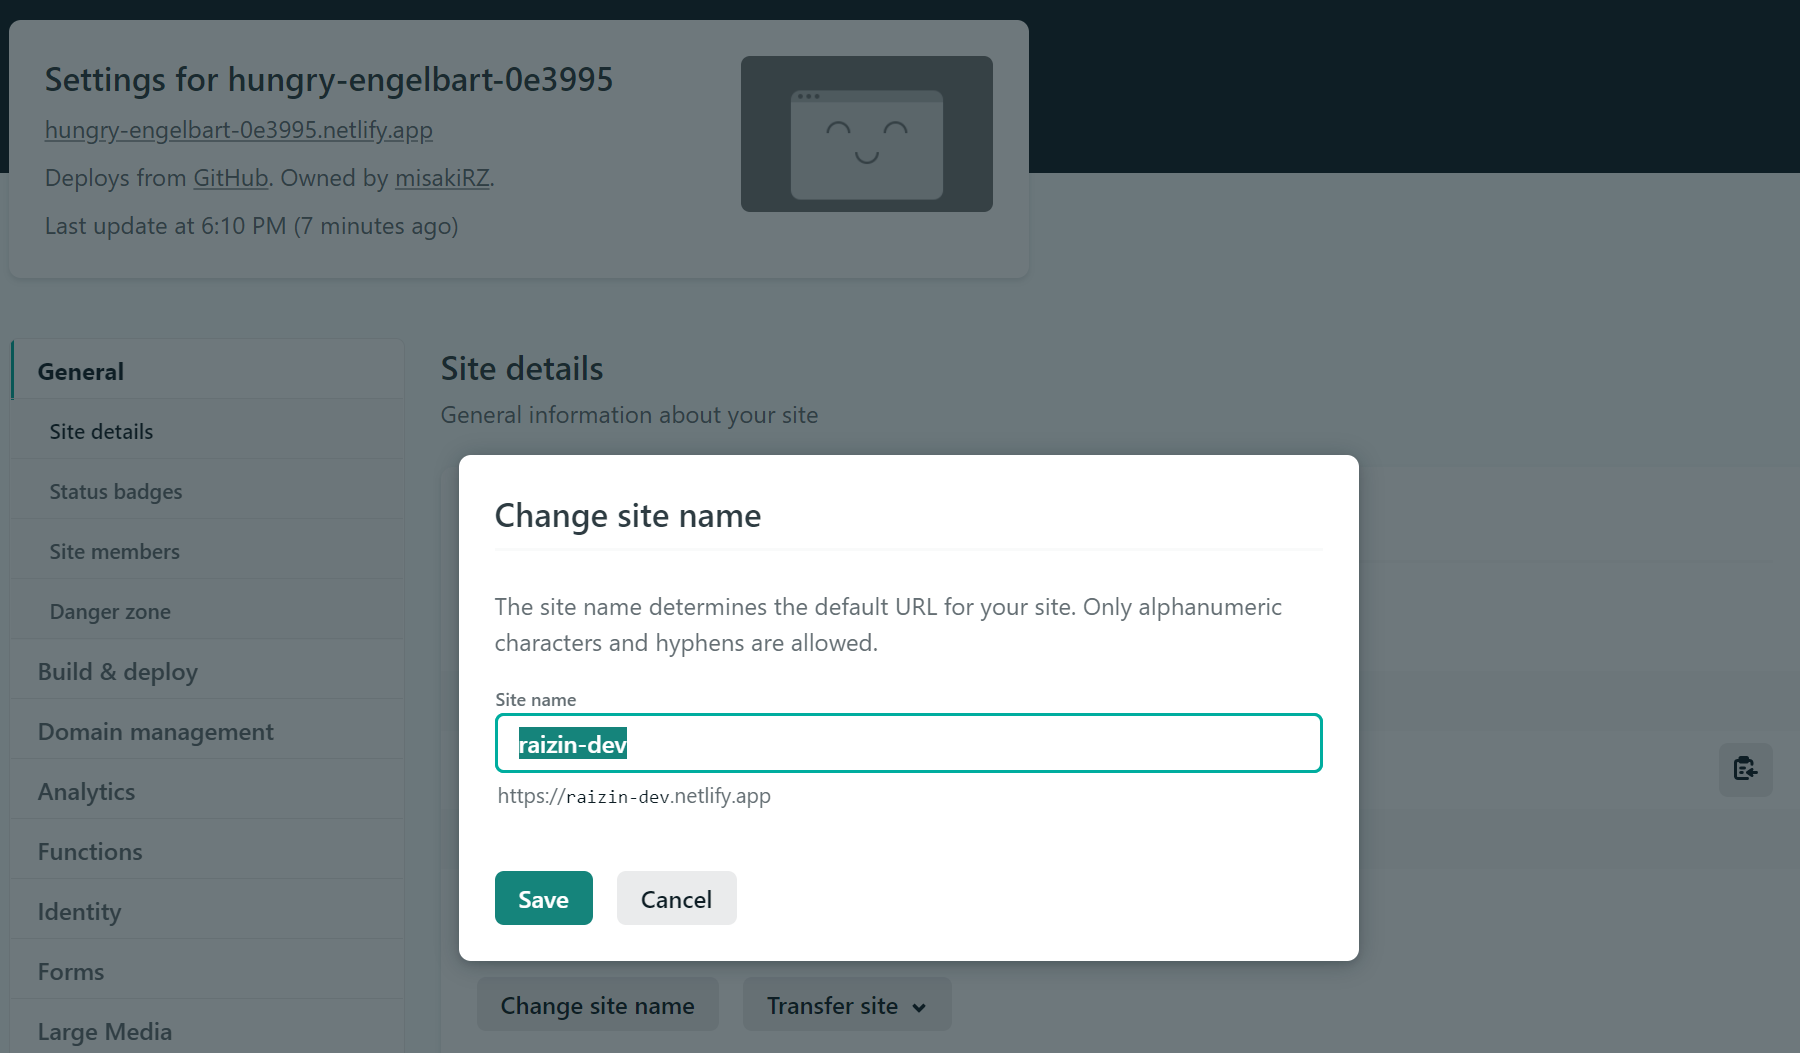 Settings for hungry-engelbart-0e3995
hungry-engelbart-0e3995.netlify.app
Deploys from GitHub. Owned by misakiRZ.
Last update at 6:10 PM (7 minutes ago)
General
Site details
Status badges
Site members
Danger zone
Build & deploy
Domain management
Analytics
Functions
Identity
Forms
Large Media
Site details
General information about your site
Change site name
The site name determines the default URL for your site. Only alphanumeric
characters and hyphens are allowed.
Site name
raizin-dev
https://raizin-dev.netlify.app
Save Cancel
Change site name Transfer site